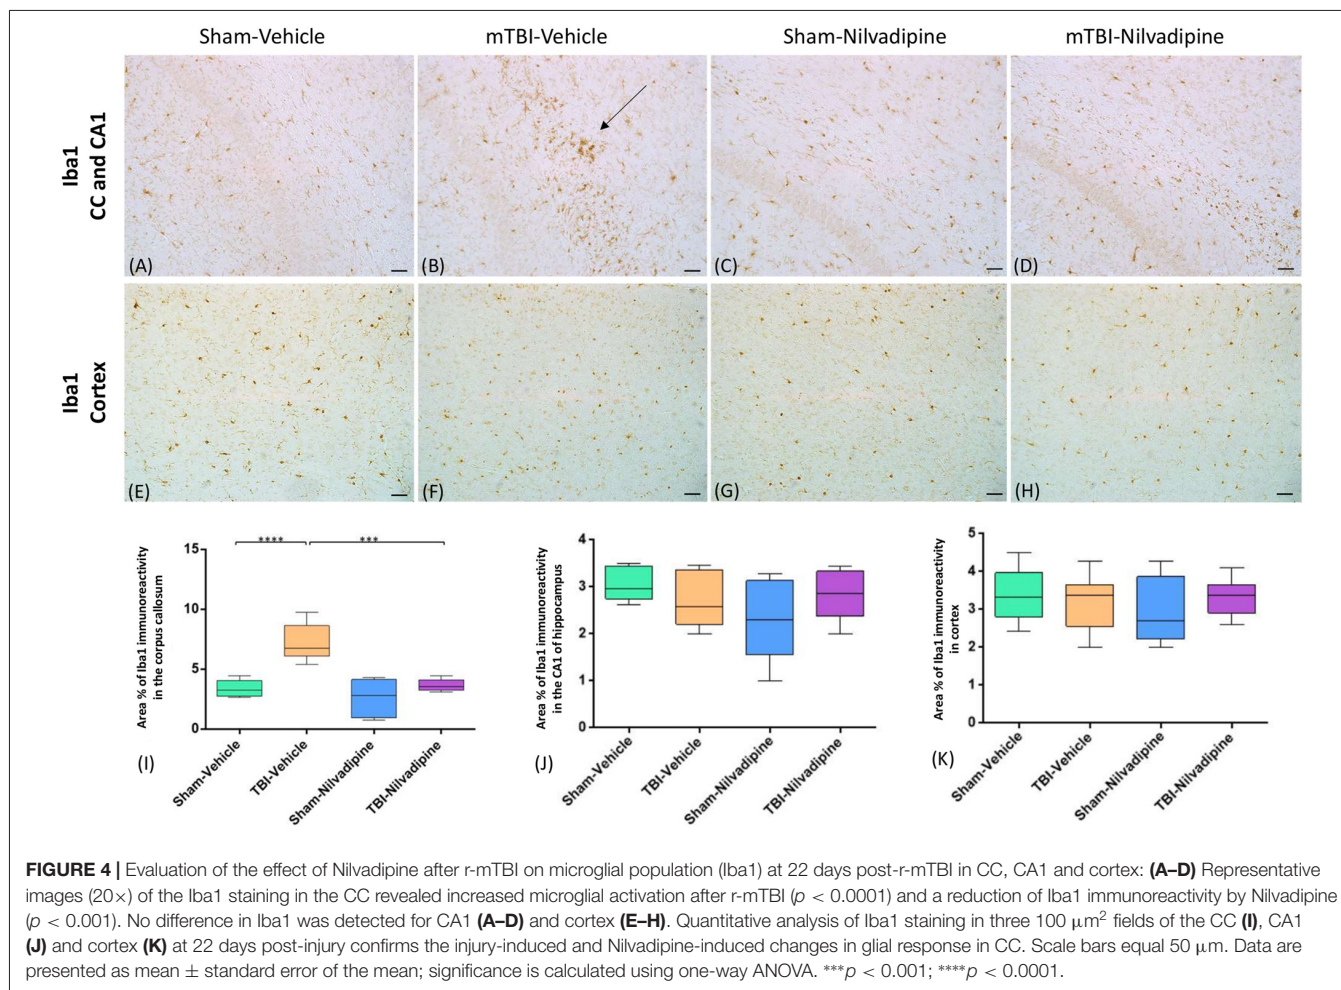 Sham-Vehicle mTBI-Vehicle Sham-Nilvadipine mTBI-Nilvadipine
Iba1
CC and CA1
(A) (B) (C) (D)
Iba1
Cortex
(E) (F) (G) (H)
Area % of Iba1 immunoreactivity
in the corpus callosum
15
10
5
0
**** ***
Sham-Vehicle
TBI-Vehicle
Sham-Nilvadipine
TBI-Nilvadipine
(I)
Area % of Iba1 immunoreactivity
in the CA1 of hippocampus
4
3
2
1
0
Sham-Vehicle
TBI-Vehicle
Sham-Nilvadipine
TBI-Nilvadipine
(J)
Area % of Iba1 immunoreactivity
in cortex
5
4
3
2
1
0
Sham-Vehicle
TBI-Vehicle
Sham-Nilvadipine
TBI-Nilvadipine
(K)
FIGURE 4 | Evaluation of the effect of Nilvadipine after r-mTBI on microglial population (Iba1) at 22 days post-r-mTBI in CC, CA1 and cortex: (A–D) Representative
images (20×) of the Iba1 staining in the CC revealed increased microglial activation after r-mTBI (p < 0.0001) and a reduction of Iba1 immunoreactivity by Nilvadipine
(p < 0.001). No difference in Iba1 was detected for CA1 (A–D) and cortex (E–H). Quantitative analysis of Iba1 staining in three 100 μm² fields of the CC (I), CA1
(J) and cortex (K) at 22 days post-injury confirms the injury-induced and Nilvadipine-induced changes in glial response in CC. Scale bars equal 50 μm. Data are
presented as mean ± standard error of the mean; significance is calculated using one-way ANOVA. ***p < 0.001; ****p < 0.0001.